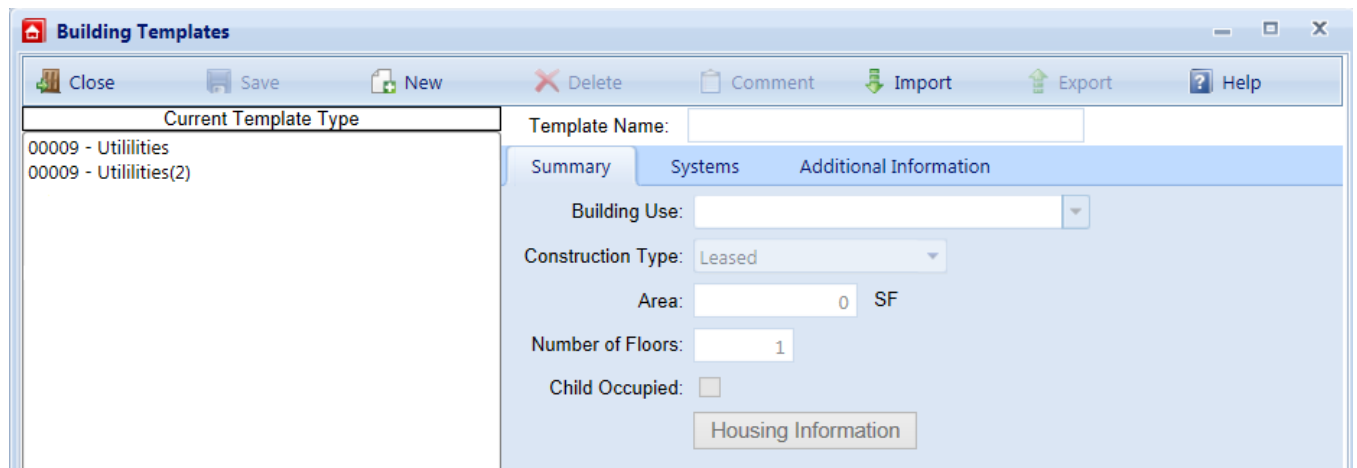 Building Templates
Close Save New Delete Comment Import Export ? Help
Current Template Type
00009 - Utililities
00009 - Utililities(2)
Template Name:
Summary Systems Additional Information
Building Use:
Construction Type: Leased
Area: 0 SF
Number of Floors: 1
Child Occupied:
Housing Information